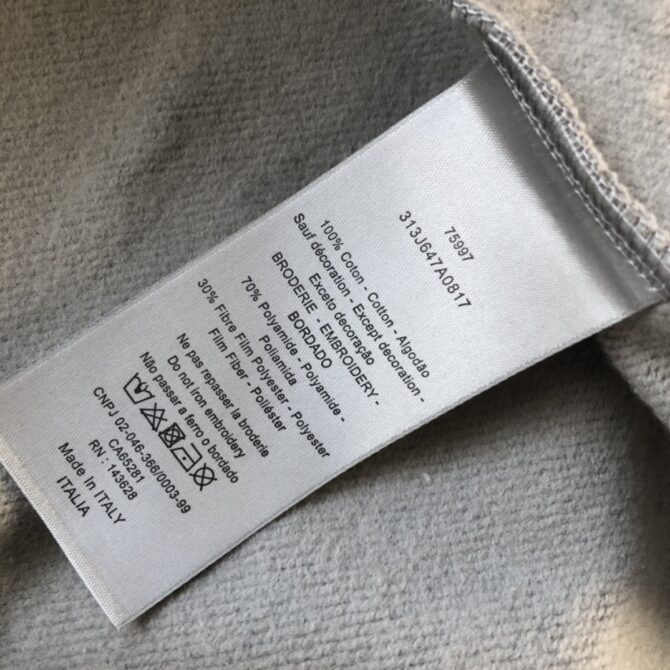 75997
313J647A0817
100% Coton - Cotton - Algodão
Sauf décoration - Except decoration -
Exceto decoração
BRODERIE - EMBROIDERY -
BORDADO
70% Polyamide - Polyamide -
Poliamida
30% Fibre Film Polyester - Polyester
Film Fiber - Poliéster
Ne pas repasser la broderie
Do not iron embroidery
Não passar a ferro o bordado
CNPJ 02-046-366/0003-99
CA65281
RN : 143628
Made In ITALY
ITALIA